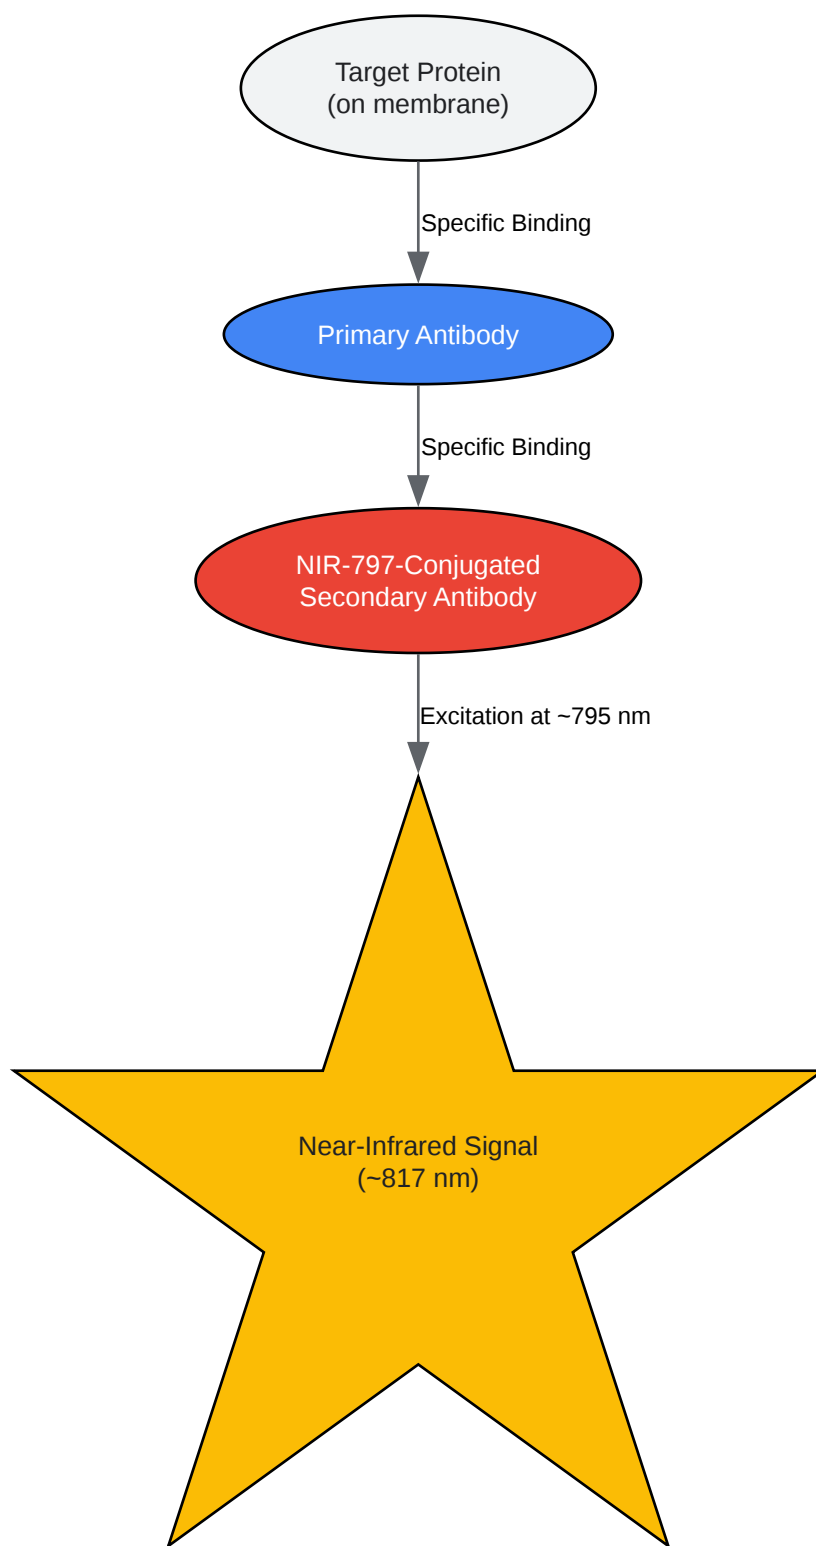 Target Protein
(on membrane)
Specific Binding
Primary Antibody
Specific Binding
NIR-797-Conjugated
Secondary Antibody
Excitation at ~795 nm
Near-Infrared Signal
(~817 nm)